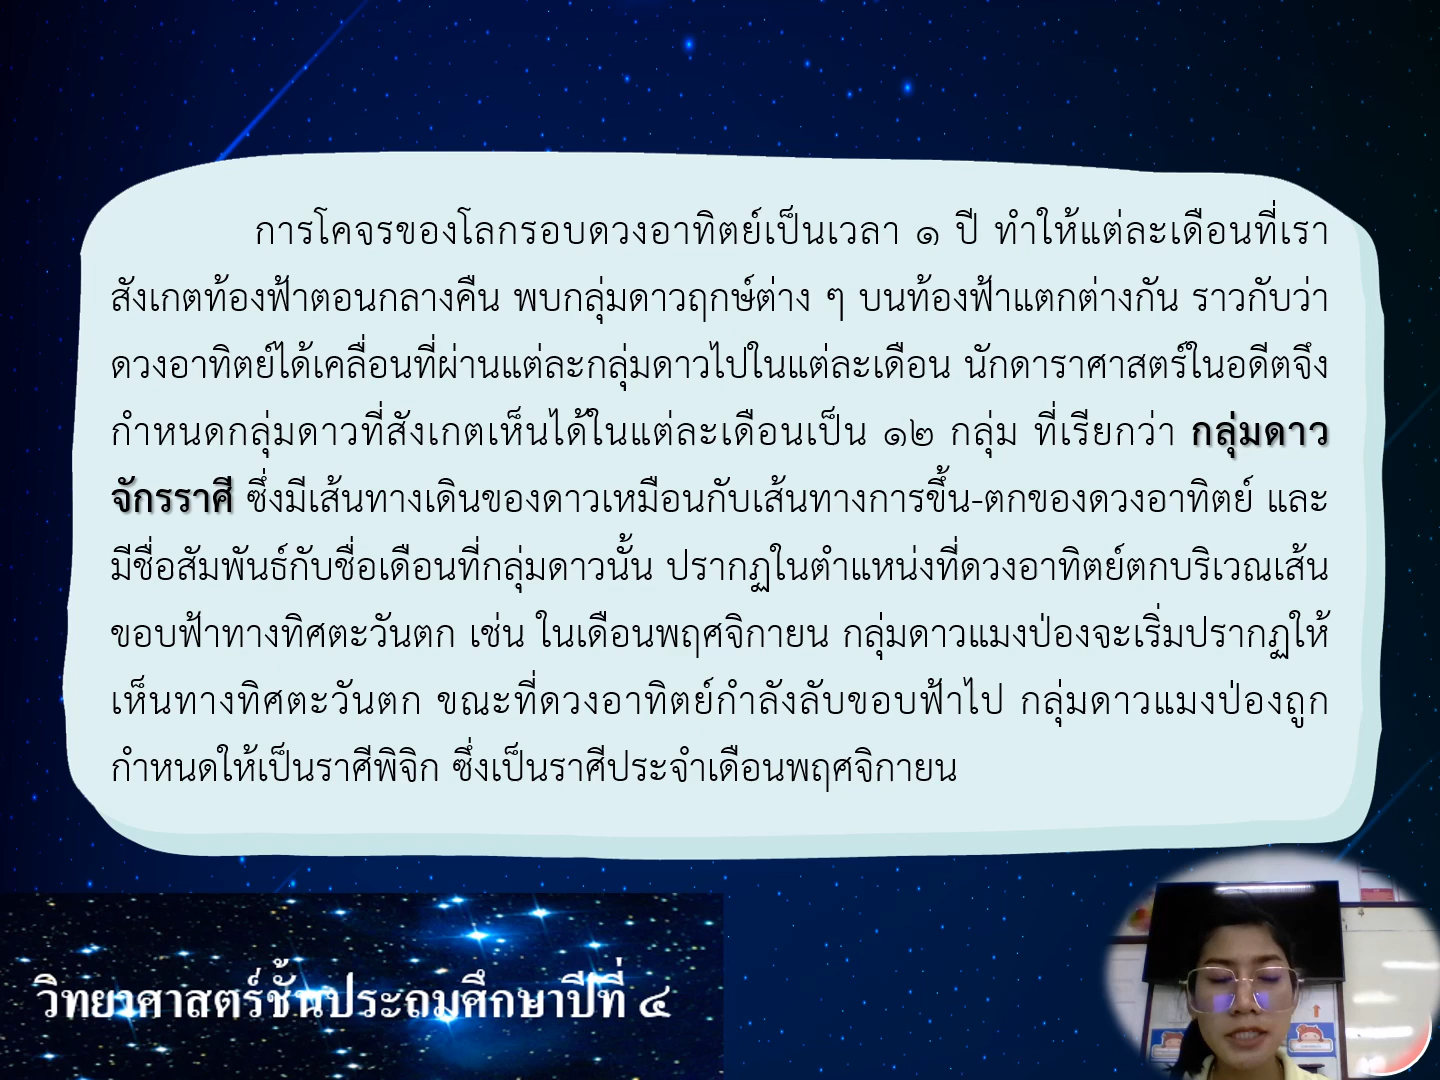 การโคจรของโลกรอบดวงอาทิตย์เป็นเวลา ๑ ปี ทำให้แต่ละเดือนที่เรา
สังเกตท้องฟ้าตอนกลางคืน พบกลุ่มดาวฤกษ์ต่าง ๆ บนท้องฟ้าแตกต่างกัน ราวกับว่า
ดวงอาทิตย์ได้เคลื่อนที่ผ่านแต่ละกลุ่มดาวไปในแต่ละเดือน นักดาราศาสตร์ในอดีตจึง
กำหนดกลุ่มดาวที่สังเกตเห็นได้ในแต่ละเดือนเป็น ๑๒ กลุ่ม ที่เรียกว่า กลุ่มดาว
จักรราศี ซึ่งมีเส้นทางเดินของดาวเหมือนกับเส้นทางการขึ้น-ตกของดวงอาทิตย์ และ
มีชื่อสัมพันธ์กับชื่อเดือนที่กลุ่มดาวนั้น ปรากฏในตำแหน่งที่ดวงอาทิตย์ตกบริเวณเส้น
ขอบฟ้าทางทิศตะวันตก เช่น ในเดือนพฤศจิกายน กลุ่มดาวแมงป่องจะเริ่มปรากฏให้
เห็นทางทิศตะวันตก ขณะที่ดวงอาทิตย์กำลังลับขอบฟ้าไป กลุ่มดาวแมงป่องถูก
กำหนดให้เป็นราศีพิจิก ซึ่งเป็นราศีประจำเดือนพฤศจิกายน
วิทยาศาสตร์ชั้นประถมศึกษาปีที่ ๔